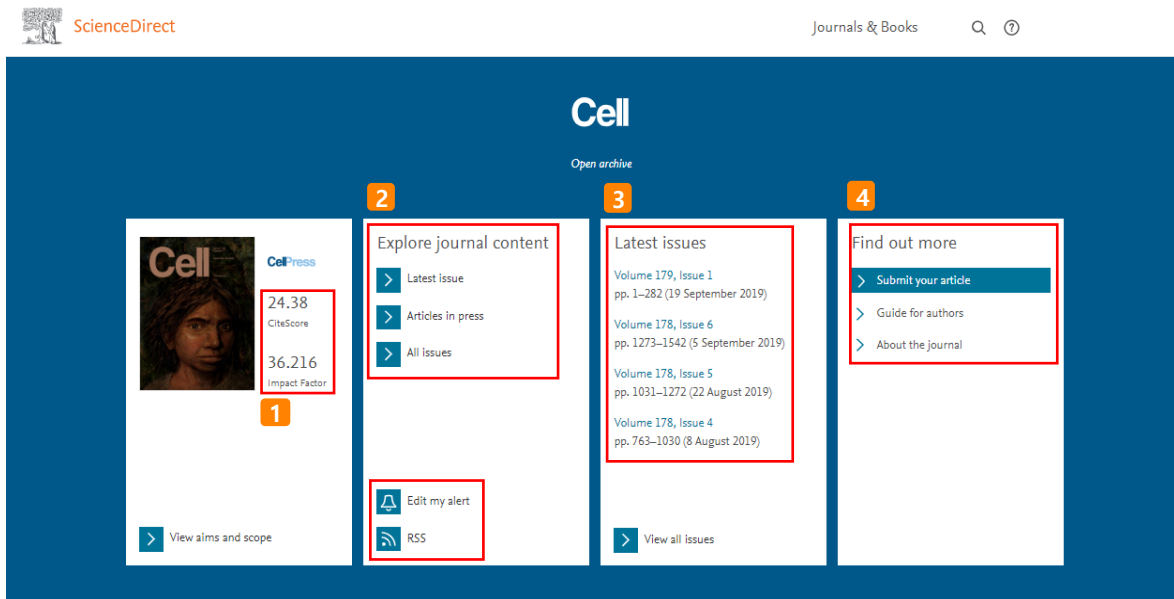 ScienceDirect
Journals & Books
?
Cell
Open archive
2
3
4
Cell
CellPress
24.38
CiteScore
36.216
Impact Factor
1
View aims and scope
Explore journal content
Latest issue
Articles in press
All issues
Edit my alert
RSS
Latest issues
Volume 179, Issue 1
pp. 1–282 (19 September 2019)
Volume 178, Issue 6
pp. 1273–1542 (5 September 2019)
Volume 178, Issue 5
pp. 1031–1272 (22 August 2019)
Volume 178, Issue 4
pp. 763–1030 (8 August 2019)
View all issues
Find out more
Submit your article
Guide for authors
About the journal